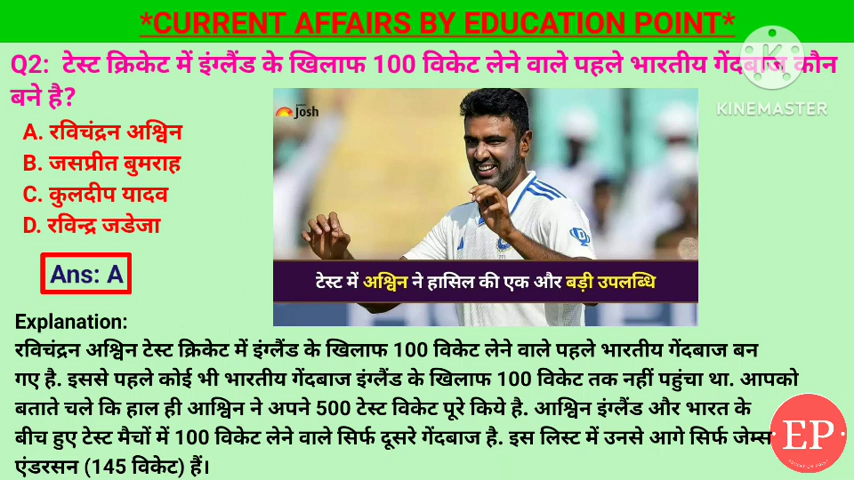 *CURRENT AFFAIRS BY EDUCATION POINT*
Q2: टेस्ट क्रिकेट में इंग्लैंड के खिलाफ 100 विकेट लेने वाले पहले भारतीय गेंदबाज कौन
बने है?
KINEMASTER
A. रविचंद्रन अश्विन
B. जसप्रीत बुमराह
C. कुलदीप यादव
D. रविन्द्र जडेजा
Ans: A
josh
टेस्ट में अश्विन ने हासिल की एक और बड़ी उपलब्धि
Explanation:
रविचंद्रन अश्विन टेस्ट क्रिकेट में इंग्लैंड के खिलाफ 100 विकेट लेने वाले पहले भारतीय गेंदबाज बन
गए है. इससे पहले कोई भी भारतीय गेंदबाज इंग्लैंड के खिलाफ 100 विकेट तक नहीं पहुंचा था. आपको
बताते चले कि हाल ही आश्विन ने अपने 500 टेस्ट विकेट पूरे किये है. आश्विन इंग्लैंड और भारत के
बीच हुए टेस्ट मैचों में 100 विकेट लेने वाले सिर्फ दूसरे गेंदबाज है. इस लिस्ट में उनसे आगे सिर्फ जेम्स
एंडरसन (145 विकेट) हैं।
EP